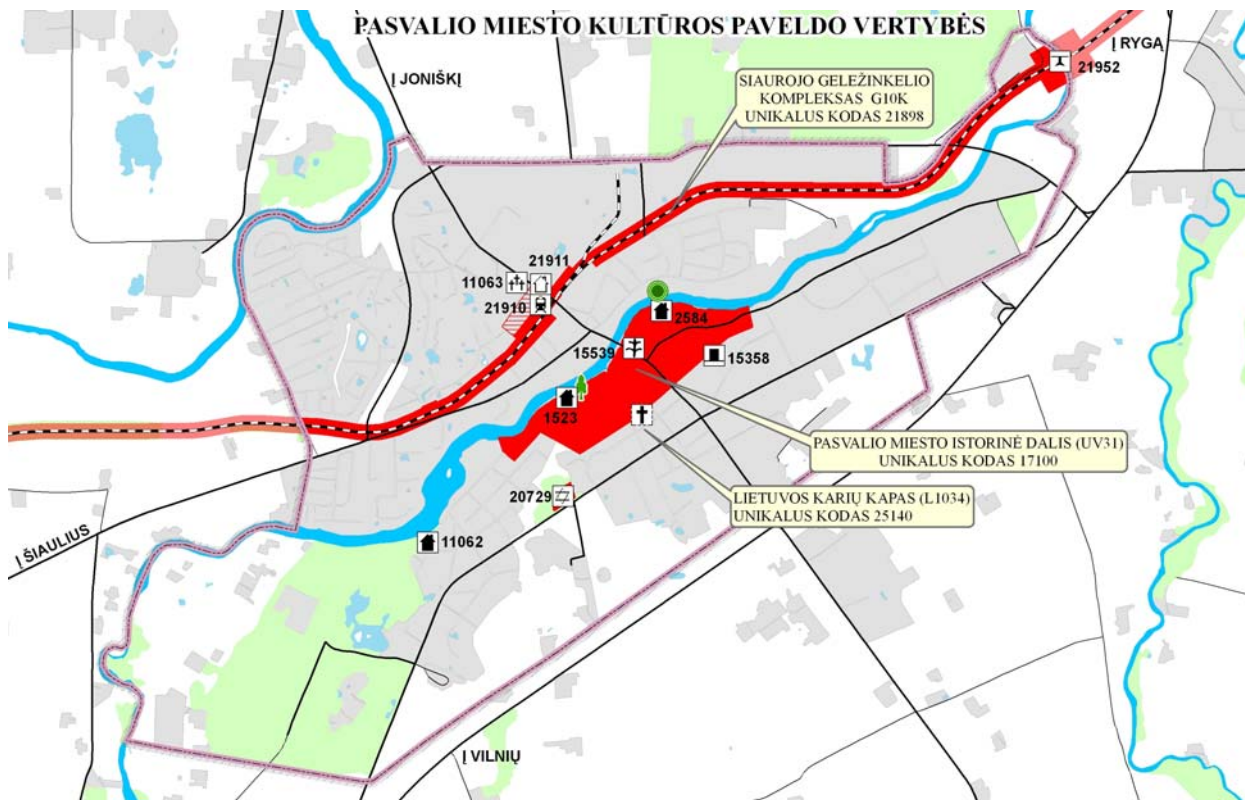 PASVALIO MIESTO KULTŪROS PAVELDO VERTYBĖS
Į RYGĄ
21952
Į JONIŠKĮ
SIAUROJO GELEŽINKELIO
KOMPLEKSAS G10K
UNIKALUS KODAS 21898
21911
11063
21910
2584
15539
15358
1523
PASVALIO MIESTO ISTORINĖ DALIS (UV31)
UNIKALUS KODAS 17100
20729
LIETUVOS KARIŲ KAPAS (L1034)
UNIKALUS KODAS 25140
Į ŠIAULIUS
11062
Į VILNIŲ